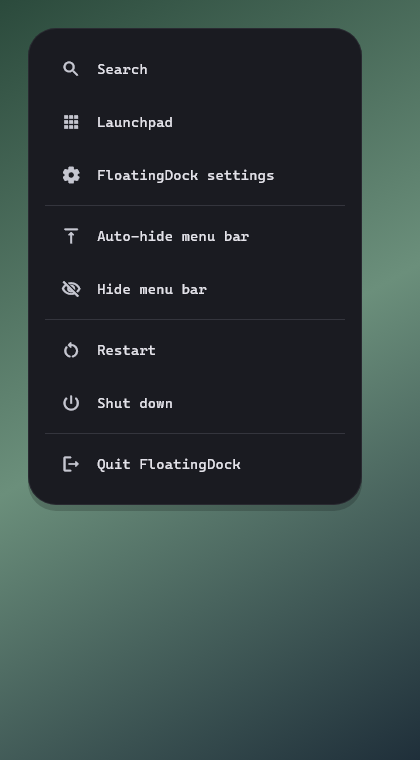 Search
Launchpad
FloatingDock settings
Auto-hide menu bar
Hide menu bar
Restart
Shut down
Quit FloatingDock